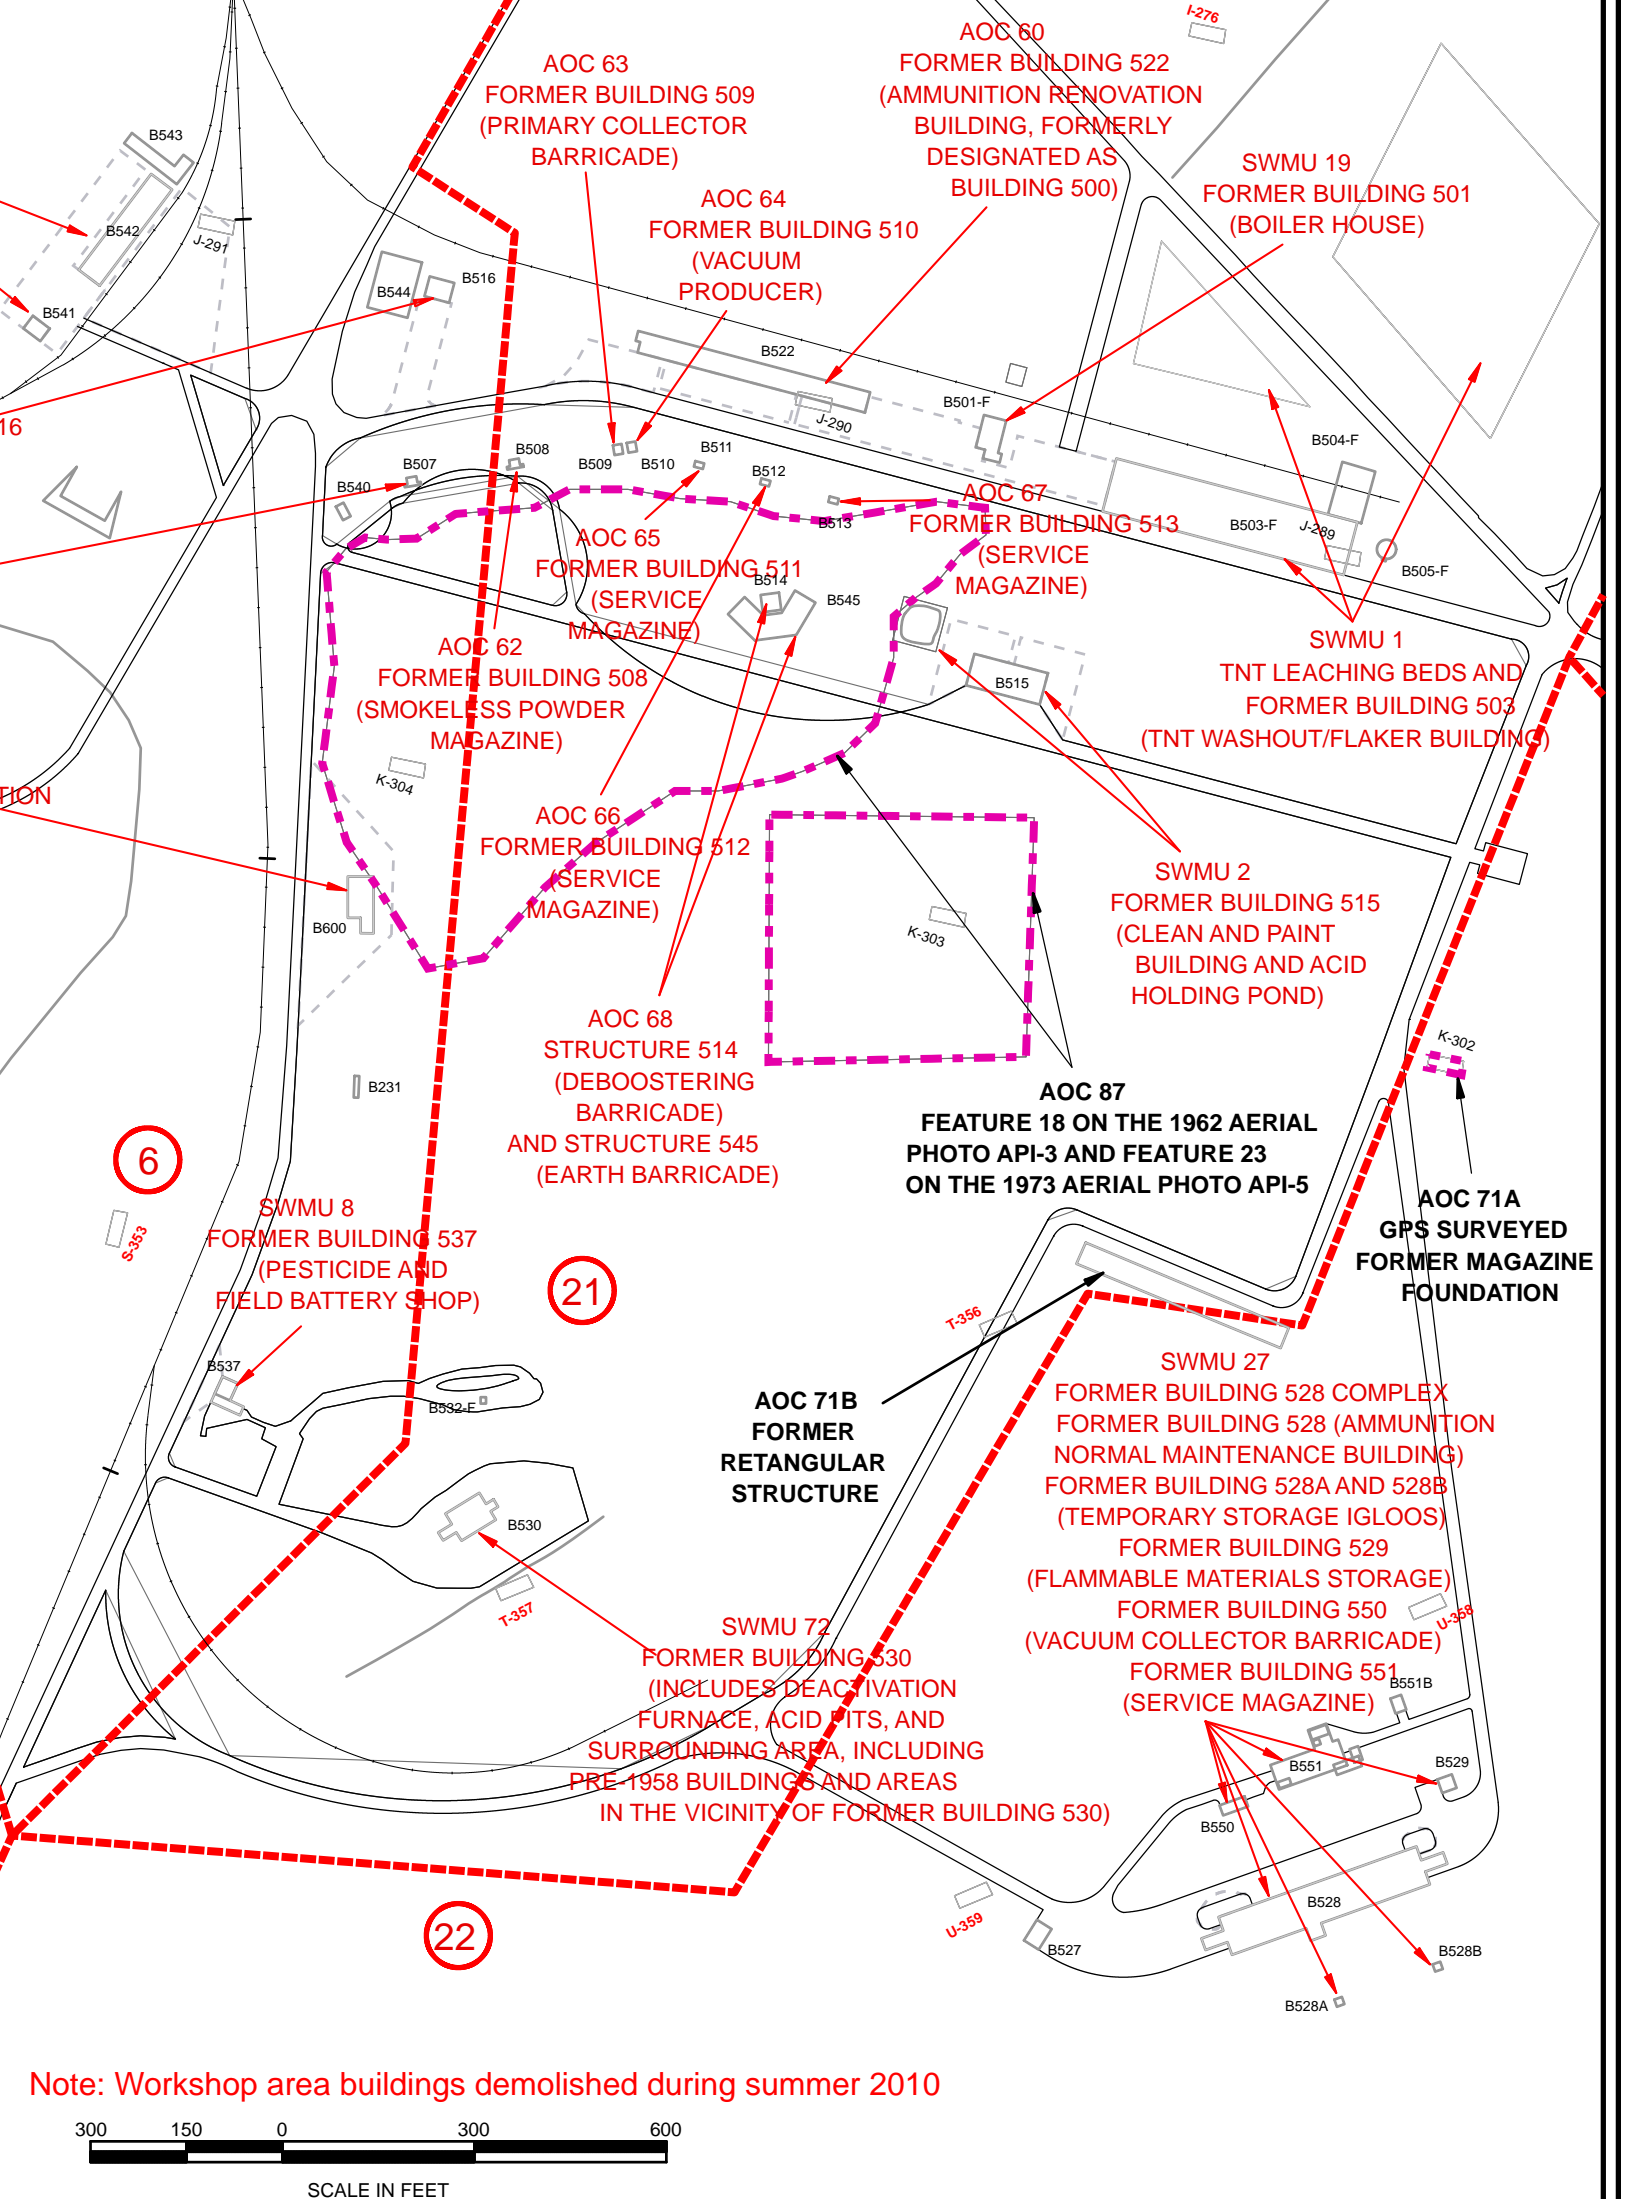 I-276
AOC 60
FORMER BUILDING 522
(AMMUNITION RENOVATION
BUILDING, FORMERLY
DESIGNATED AS
BUILDING 500)
AOC 63
FORMER BUILDING 509
(PRIMARY COLLECTOR
BARRICADE)
AOC 64
FORMER BUILDING 510
(VACUUM
PRODUCER)
SWMU 19
FORMER BUILDING 501
(BOILER HOUSE)
B543
B542
J-291
B541
B544
B516
B522
J-290
B501-F
B504-F
16
B507
B508
B509
B510
B511
B512
B540
B513
B503-F
J-289
B505-F
AOC 67
FORMER BUILDING 513
(SERVICE
MAGAZINE)
AOC 65
FORMER BUILDING 511
(SERVICE
MAGAZINE)
B514
B545
AOC 62
FORMER BUILDING 508
(SMOKELESS POWDER
MAGAZINE)
B515
SWMU 1
TNT LEACHING BEDS AND
FORMER BUILDING 503
(TNT WASHOUT/FLAKER BUILDING)
K-304
TION
AOC 66
FORMER BUILDING 512
(SERVICE
MAGAZINE)
B600
K-303
SWMU 2
FORMER BUILDING 515
(CLEAN AND PAINT
BUILDING AND ACID
HOLDING POND)
AOC 68
STRUCTURE 514
(DEBOOSTERING
BARRICADE)
AND STRUCTURE 545
(EARTH BARRICADE)
B231
K-302
AOC 87
FEATURE 18 ON THE 1962 AERIAL
PHOTO API-3 AND FEATURE 23
ON THE 1973 AERIAL PHOTO API-5
6
S-353
SWMU 8
FORMER BUILDING 537
(PESTICIDE AND
FIELD BATTERY SHOP)
21
AOC 71A
GPS SURVEYED
FORMER MAGAZINE
FOUNDATION
T-356
B537
B532-F
AOC 71B
FORMER
RETANGULAR
STRUCTURE
SWMU 27
FORMER BUILDING 528 COMPLEX
FORMER BUILDING 528 (AMMUNITION
NORMAL MAINTENANCE BUILDING)
FORMER BUILDING 528A AND 528B
(TEMPORARY STORAGE IGLOOS)
FORMER BUILDING 529
(FLAMMABLE MATERIALS STORAGE)
FORMER BUILDING 550
(VACUUM COLLECTOR BARRICADE)
FORMER BUILDING 551
(SERVICE MAGAZINE)
B530
T-357
U-358
SWMU 72
FORMER BUILDING 530
(INCLUDES DEACTIVATION
FURNACE, ACID PITS, AND
SURROUNDING AREA, INCLUDING
PRE-1958 BUILDINGS AND AREAS
IN THE VICINITY OF FORMER BUILDING 530)
B551B
B551
B529
B550
22
U-359
B527
B528
B528B
B528A
Note: Workshop area buildings demolished during summer 2010
300 150 0 300 600
SCALE IN FEET